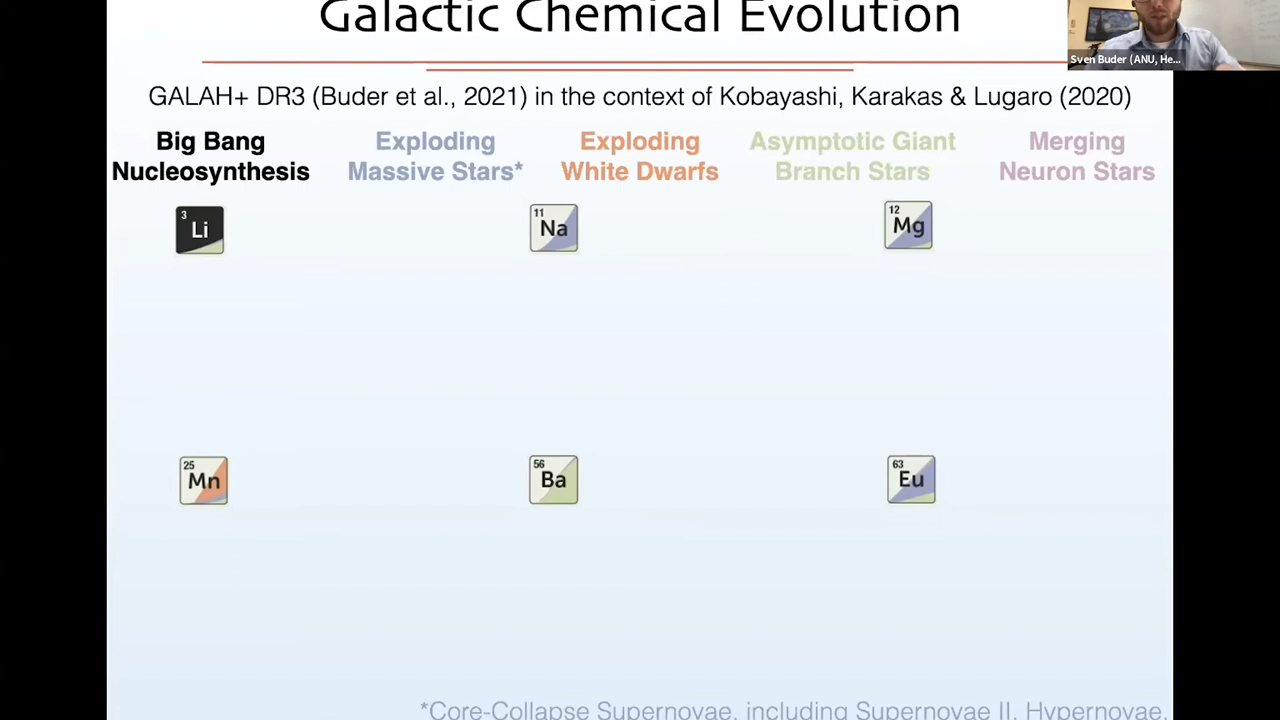 Galactic Chemical Evolution
Sven Buder (ANU, He...
GALAH+ DR3 (Buder et al., 2021) in the context of Kobayashi, Karakas & Lugaro (2020)
Big Bang
Nucleosynthesis
Exploding
Massive Stars*
Exploding
White Dwarfs
Asymptotic Giant
Branch Stars
Merging
Neuron Stars
3
Li
11
Na
12
Mg
25
Mn
56
Ba
63
Eu
*Core-Collapse Supernovae, including Supernovae II, Hypernovae,